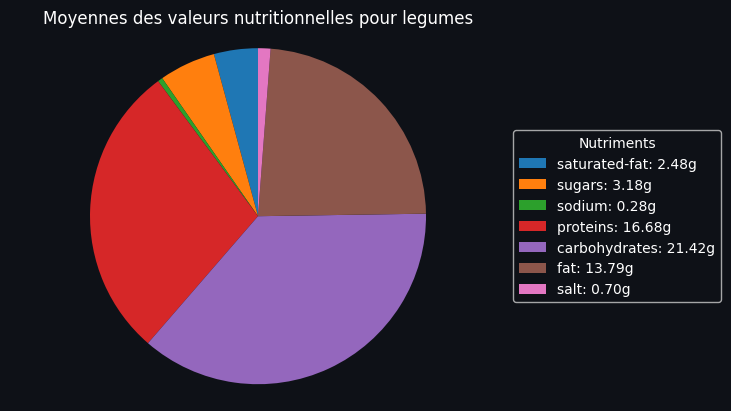 Moyennes des valeurs nutritionnelles pour legumes
Nutriments
saturated-fat: 2.48g
sugars: 3.18g
sodium: 0.28g
proteins: 16.68g
carbohydrates: 21.42g
fat: 13.79g
salt: 0.70g